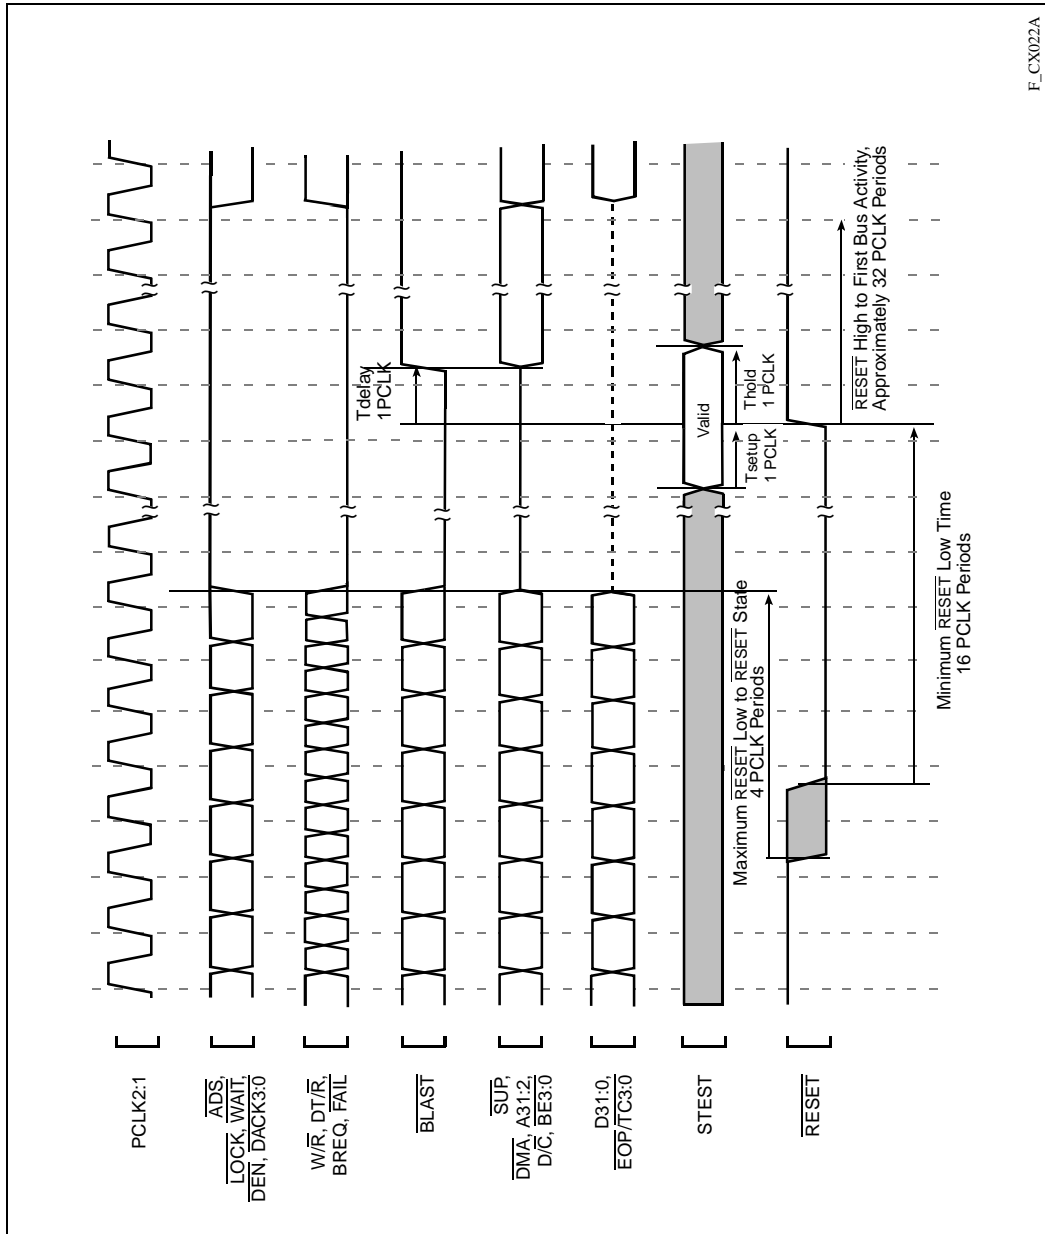 F_CX022A
PCLK2:1
ADS,
LOCK, WAIT,
DEN, DACK3:0
W/R, DT/R,
BREQ, FAIL
BLAST
SUP,
DMA, A31:2,
D/C, BE3:0
D31:0,
EOP/TC3:0
STEST
RESET
Tdelay
1PCLK
Valid
Thold
1 PCLK
Tsetup
1 PCLK
Maximum RESET Low to RESET State
4 PCLK Periods
RESET High to First Bus Activity,
Approximately 32 PCLK Periods
Minimum RESET Low Time
16 PCLK Periods